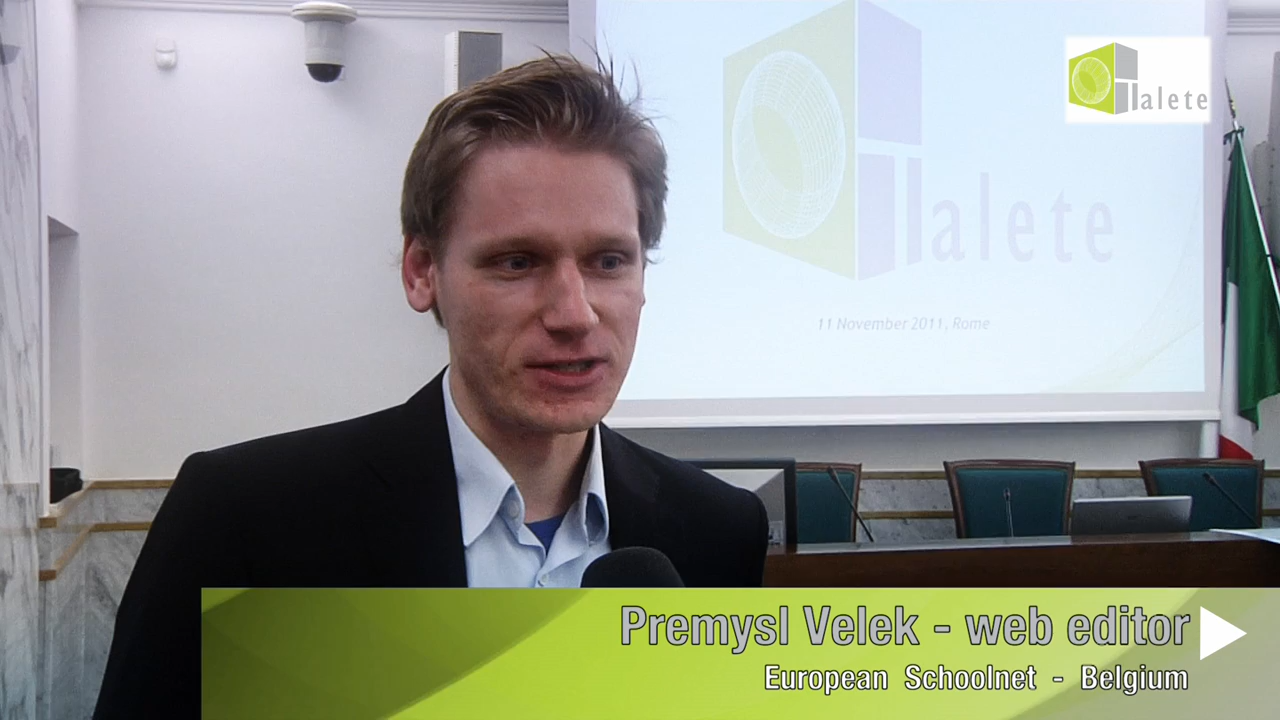 Talete
Talete
11 November 2011, Rome
Premysl Velek - web editor
European Schoolnet - Belgium